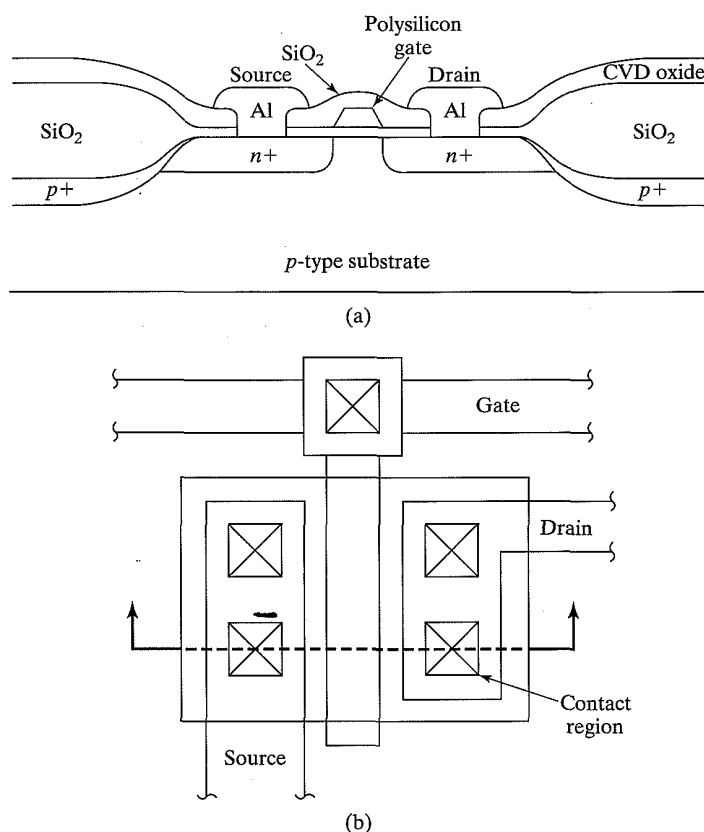 Polysilicon
gate
SiO₂
Source
Drain
CVD oxide
Al
Al
SiO₂
SiO₂
n+
n+
p+
p+
p-type substrate
(a)
Gate
Drain
Contact
region
Source
(b)